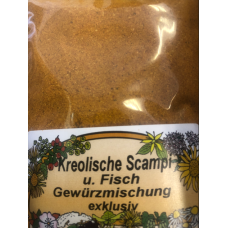 Kreolische Scampi
u. Fisch
Gewürzmischung
exklusiv